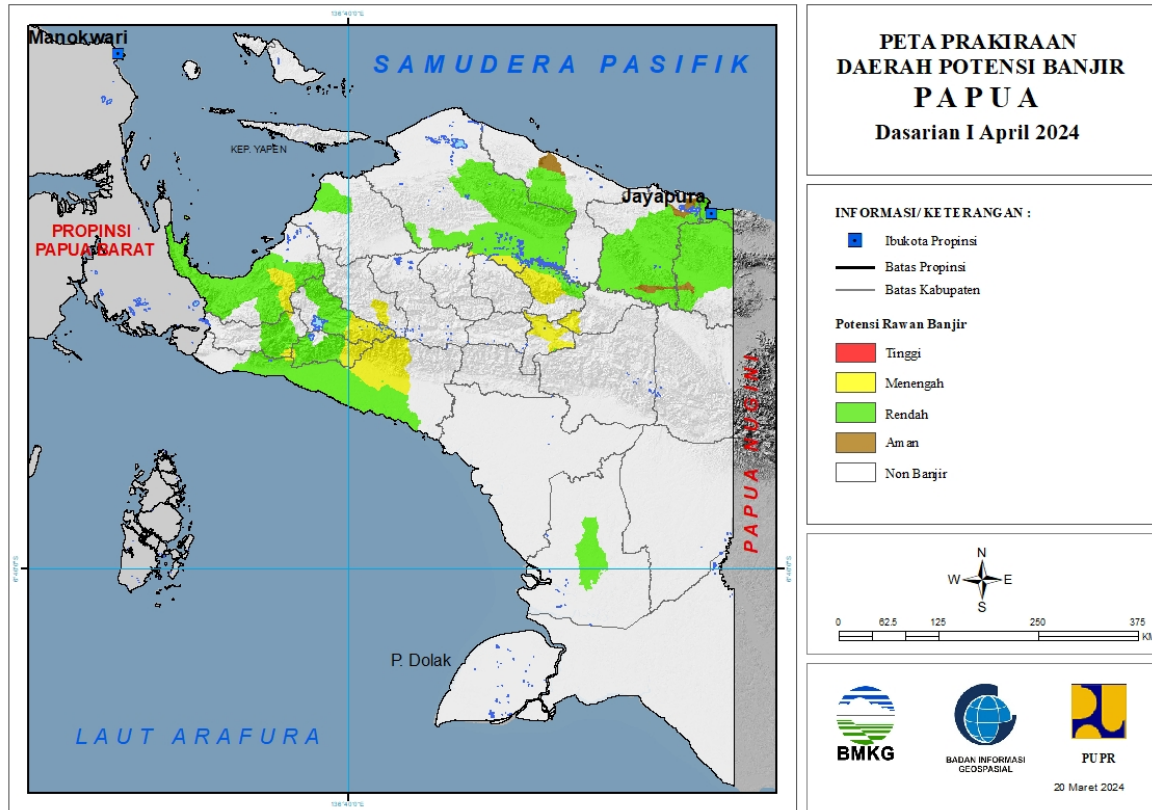 Manokwari
SAMUDERA PASIFIK
KEP. YAPEN
Jayapura
PROPINSI
PAPUA BARAT
PAPUA NUGINI
P. Dolak
LAUT ARAFURA
PETA PRAKIRAAN
DAERAH POTENSI BANJIR
PAPUA
Dasarian I April 2024
INFORMASI/ KETERANGAN :
Ibukota Propinsi
Batas Propinsi
Batas Kabupaten
Potensi Rawan Banjir
Tinggi
Menengah
Rendah
Aman
Non Banjir
N
W E
S
0 62.5 125 250 375
KM
BMKG
BADAN INFORMASI
GEOSPASIAL
PUPR
20 Maret 2024